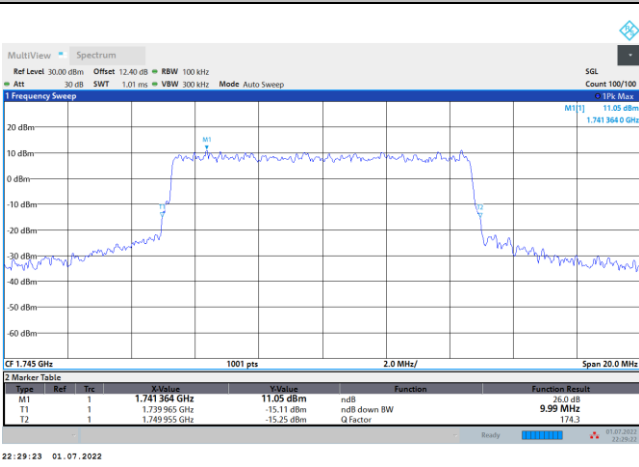 MultiView Spectrum
Ref Level 30.00 dBm Offset 12.40 dB RBW 100 kHz SGL
Att 30 dB SWT 1.01 ms VBW 300 kHz Mode Auto Sweep Count 100/100
1 Frequency Sweep 1Pk Max
M1[1] 11.05 dBm
1.741 364 0 GHz
20 dBm
M1
10 dBm
0 dBm
-10 dBm
T1 T2
-20 dBm
-30 dBm
-40 dBm
-50 dBm
-60 dBm
CF 1.745 GHz 1001 pts 2.0 MHz/ Span 20.0 MHz
2 Marker Table
Type Ref Trc X-Value Y-Value Function Function Result
M1 1 1.741 364 GHz 11.05 dBm ndB 26.0 dB
T1 1 1.739 965 GHz -15.11 dBm ndB down BW 9.99 MHz
T2 1 1.749 955 GHz -15.25 dBm Q Factor 174.3
Ready 01.07.2022
22:29:22
22:29:23 01.07.2022